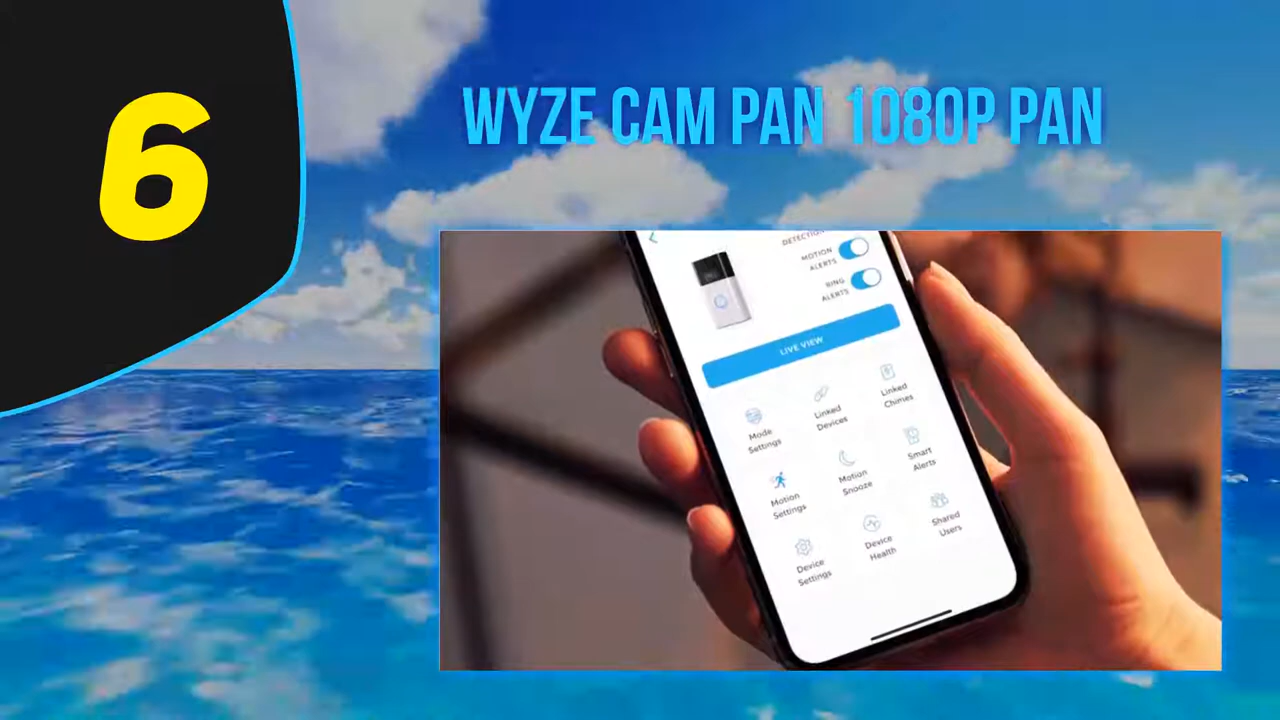 6
WYZE CAM PAN 1080P PAN
DETECTION
MOTION
ALERTS
RING
ALERTS
LIVE VIEW
Mode
Settings
Linked
Devices
Linked
Chimes
Motion
Settings
Motion
Snooze
Smart
Alerts
Device
Settings
Device
Health
Shared
Users